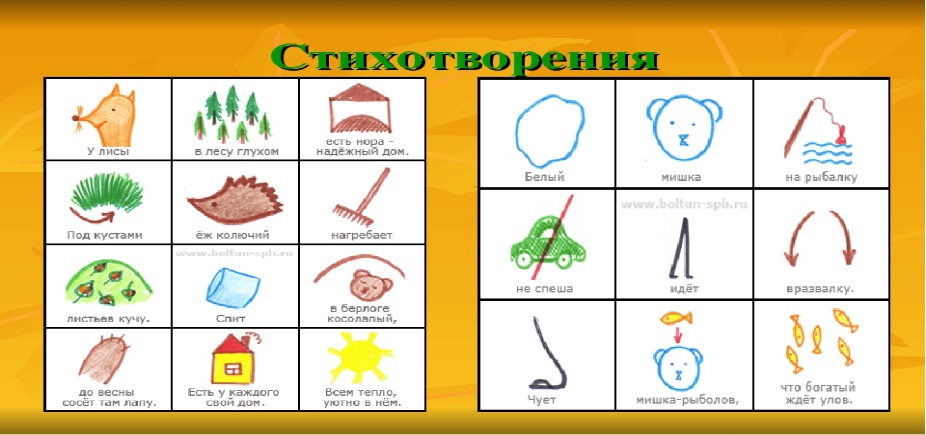 Стихотворения
У лисы
в лесу глухом
есть нора -
надёжный дом.
Под кустами
ёж колючий
нагребает
www.boltun-spb.ru
листьев кучу.
Спит
в берлоге
косолапый,
до весны
сосёт там лапу.
Есть у каждого
свой дом.
Всем тепло,
уютно в нём.
Белый
мишка
на рыбалку
www.boltun-spb.ru
не спеша
идёт
вразвалку.
Чует
мишка-рыболов,
что богатый
ждёт улов.